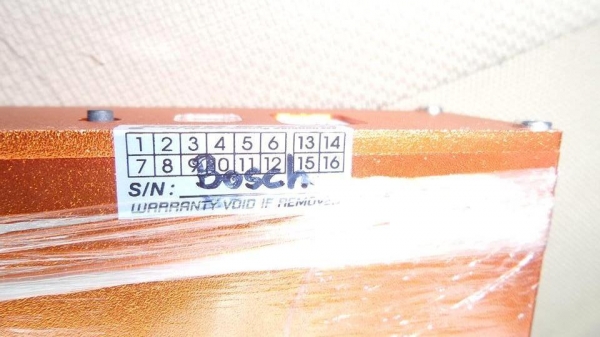 1 2 3 4 5 6 13 14
7 8 9 10 11 12 15 16
S/N: Bosch
WARRANTY VOID IF REMOVED